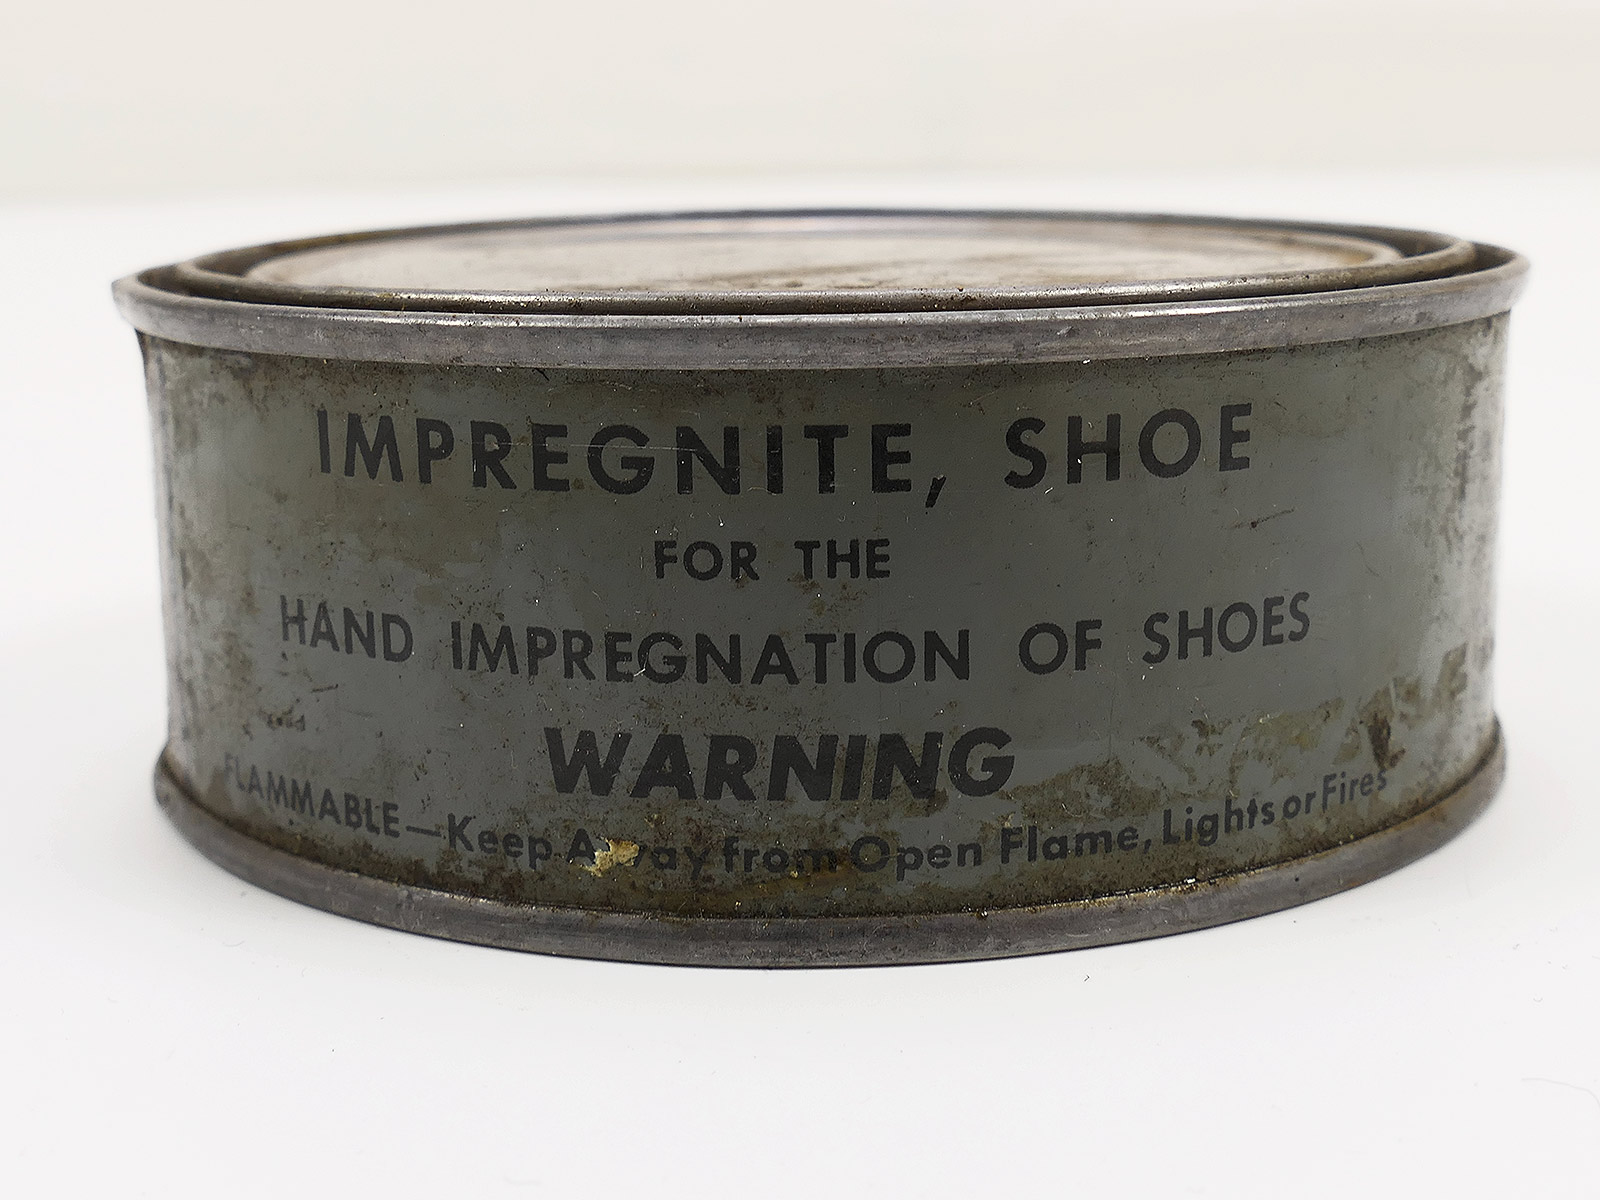 IMPREGNITE, SHOE
FOR THE
HAND IMPREGNATION OF SHOES
WARNING
FLAMMABLE—Keep Away from Open Flame, Lights or Fires